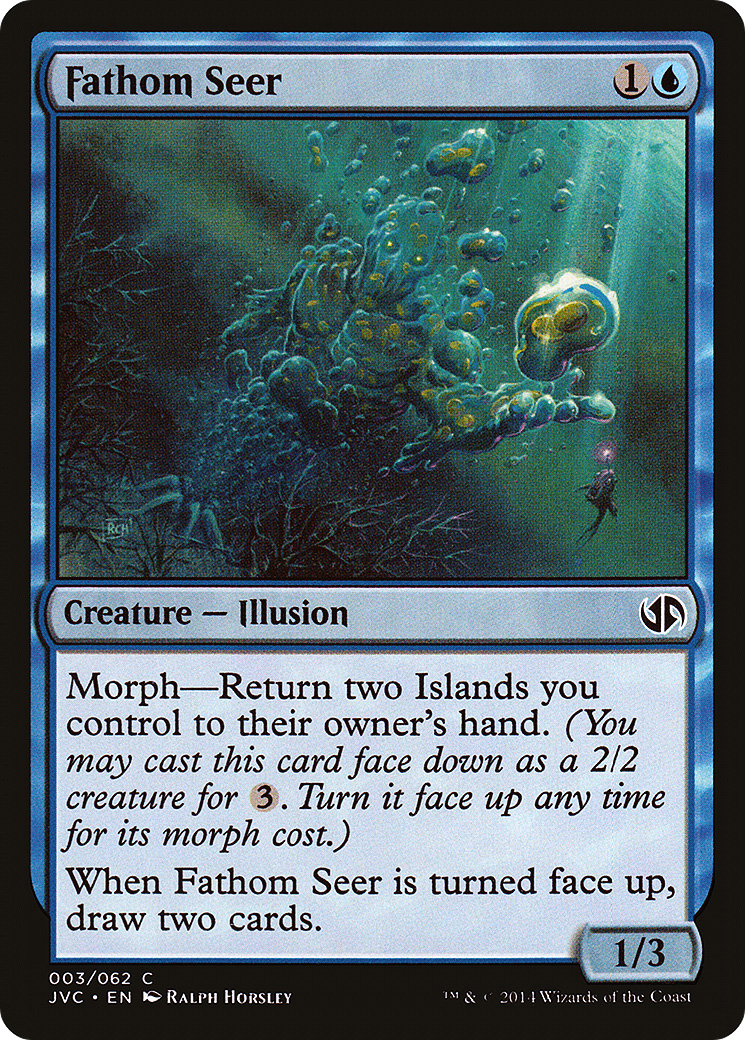 Fathom Seer 1
RCH
Creature — Illusion
Morph—Return two Islands you
control to their owner's hand. (You
may cast this card face down as a 2/2
creature for 3. Turn it face up any time
for its morph cost.)
When Fathom Seer is turned face up,
draw two cards.
1/3
003/062 C
JVC • EN Ralph Horsley
™ & © 2014 Wizards of the Coast